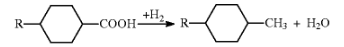 R—COOH +H₂ R—CH₃ + H₂O